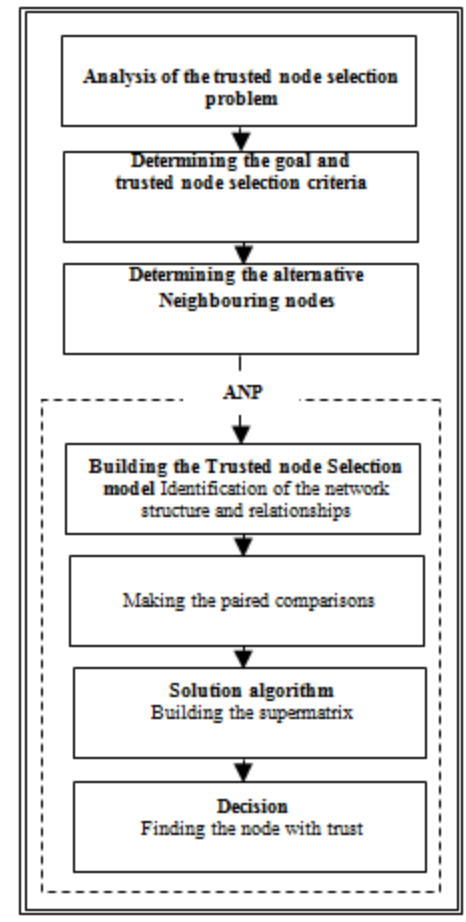 Analysis of the trusted node selection
problem
Determining the goal and
trusted node selection criteria
Determining the alternative
Neighbouring nodes
ANP
Building the Trusted node Selection
model Identification of the network
structure and relationships
Making the paired comparisons
Solution algorithm
Building the supermatrix
Decision
Finding the node with trust